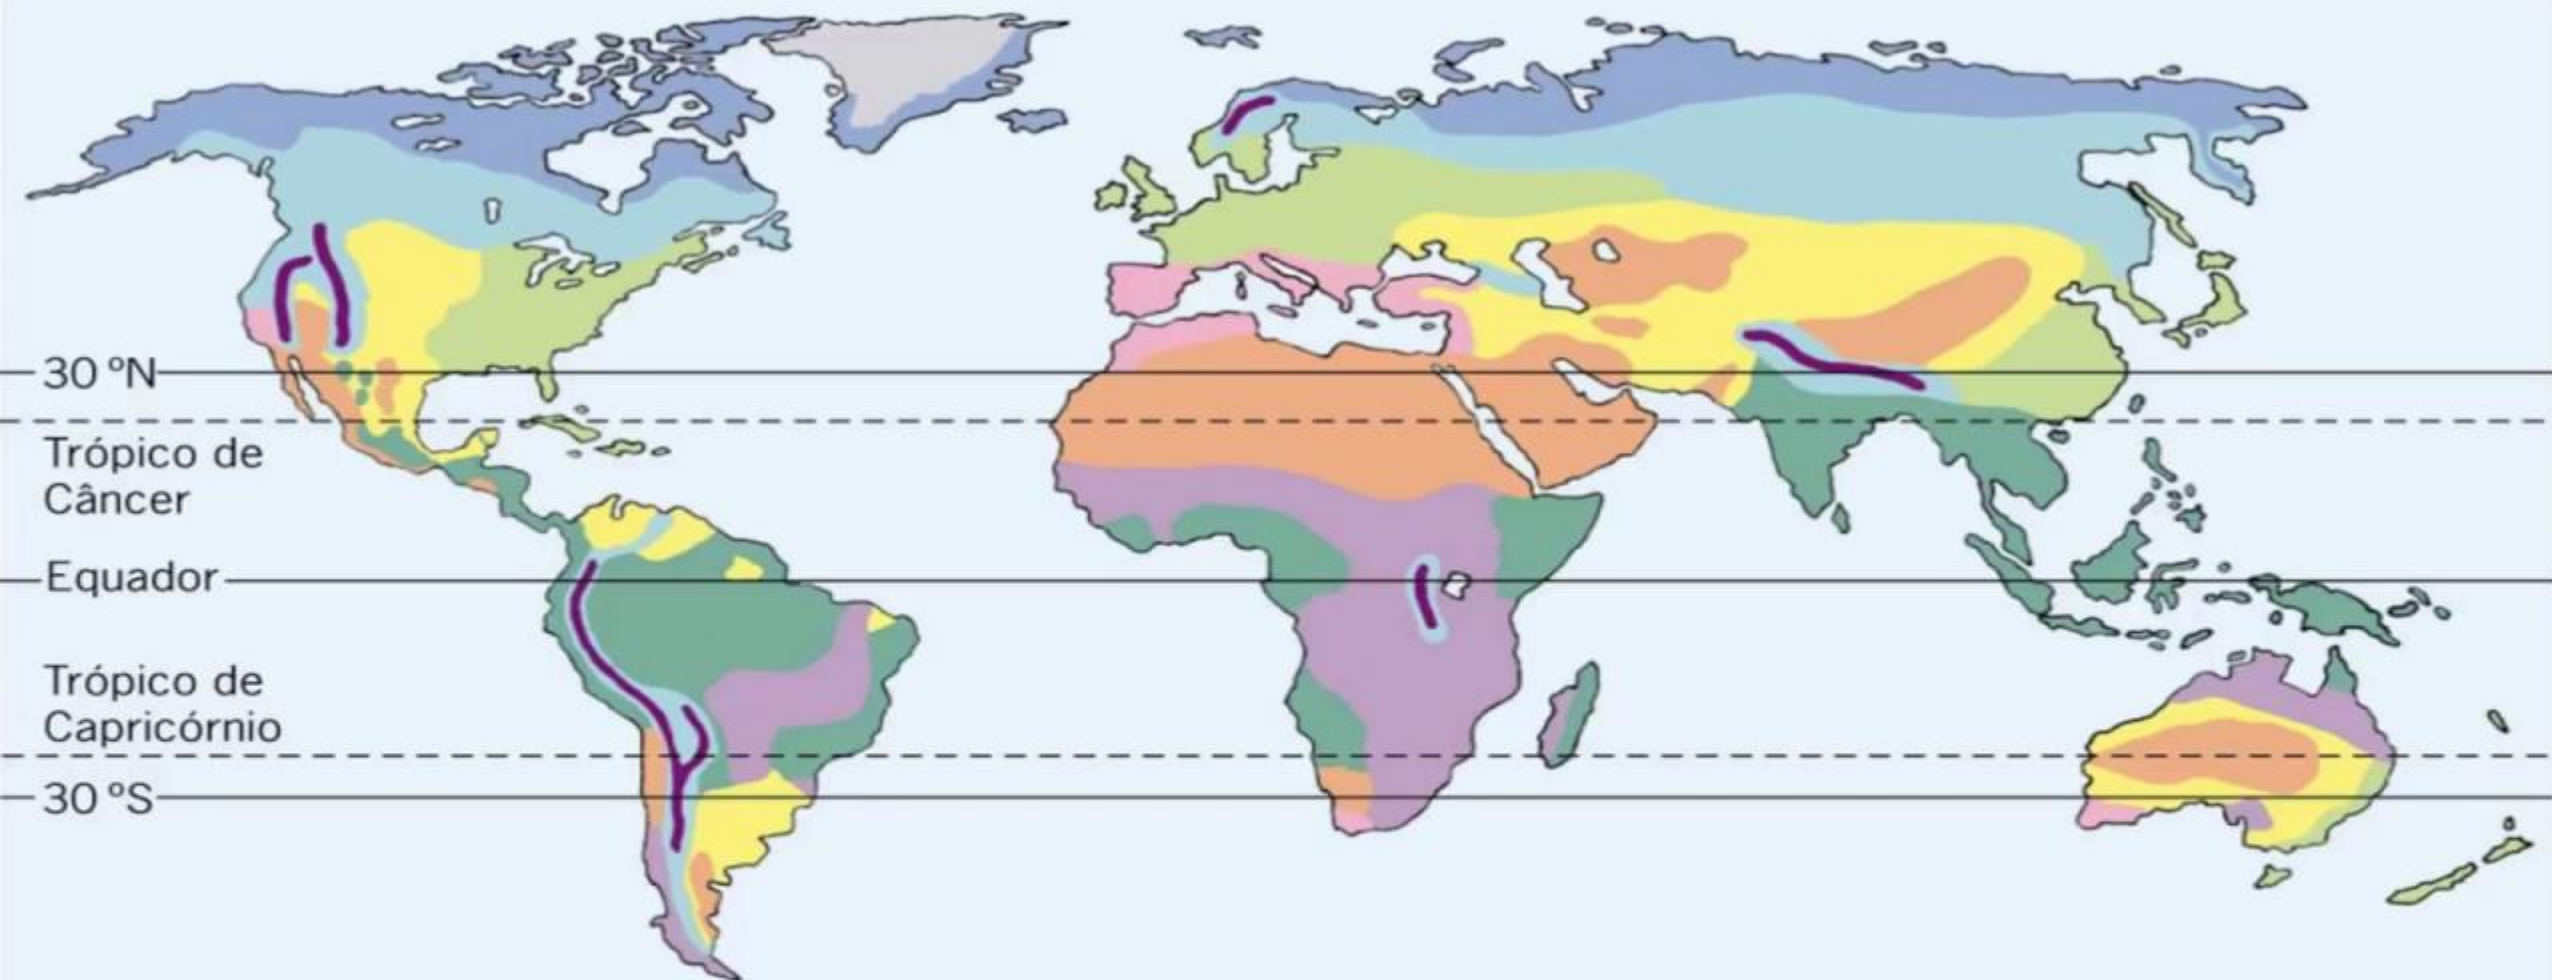 30 ºN
Trópico de
Câncer
Equador
Trópico de
Capricórnio
30 ºS